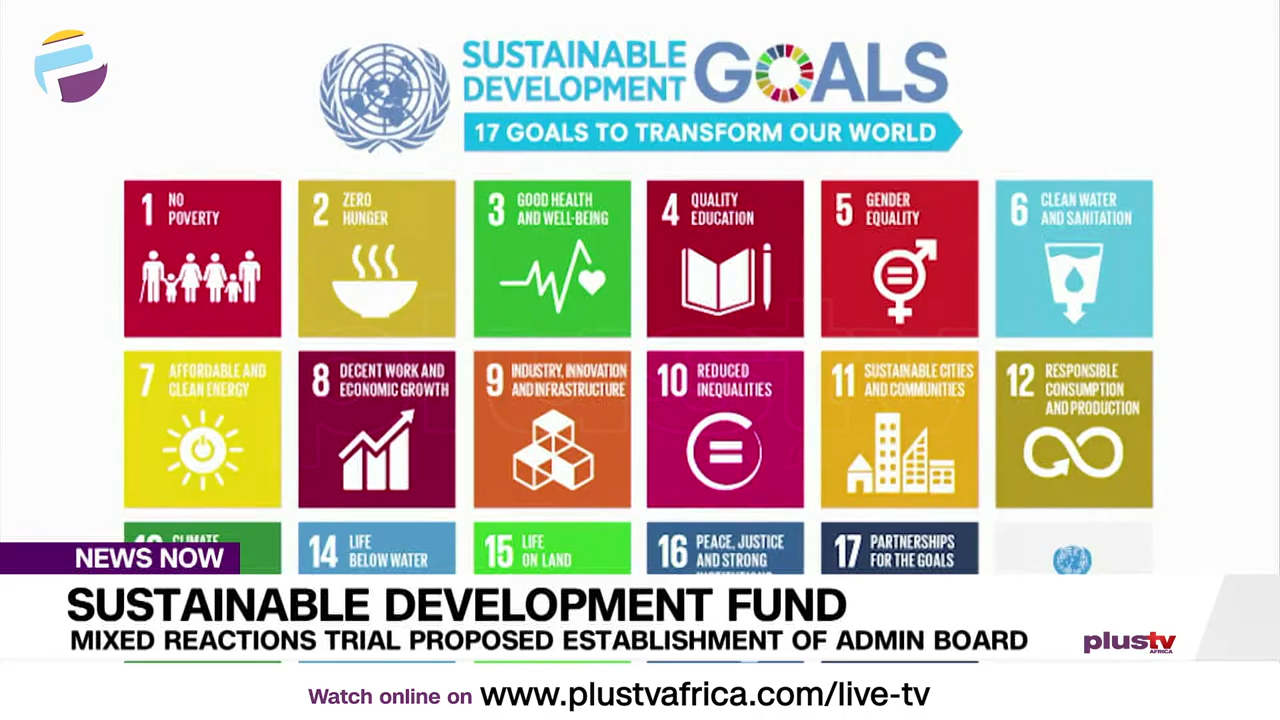 SUSTAINABLE
DEVELOPMENT
GOALS
17 GOALS TO TRANSFORM OUR WORLD
1 NO
POVERTY
2 ZERO
HUNGER
3 GOOD HEALTH
AND WELL-BEING
4 QUALITY
EDUCATION
5 GENDER
EQUALITY
6 CLEAN WATER
AND SANITATION
7 AFFORDABLE AND
CLEAN ENERGY
8 DECENT WORK AND
ECONOMIC GROWTH
9 INDUSTRY, INNOVATION
AND INFRASTRUCTURE
10 REDUCED
INEQUALITIES
11 SUSTAINABLE CITIES
AND COMMUNITIES
12 RESPONSIBLE
CONSUMPTION
AND PRODUCTION
13 CLIMATE
14 LIFE
BELOW WATER
15 LIFE
ON LAND
16 PEACE, JUSTICE
AND STRONG
17 PARTNERSHIPS
FOR THE GOALS
NEWS NOW
SUSTAINABLE DEVELOPMENT FUND
MIXED REACTIONS TRIAL PROPOSED ESTABLISHMENT OF ADMIN BOARD
plustv
AFRICA
Watch online on www.plustvafrica.com/live-tv